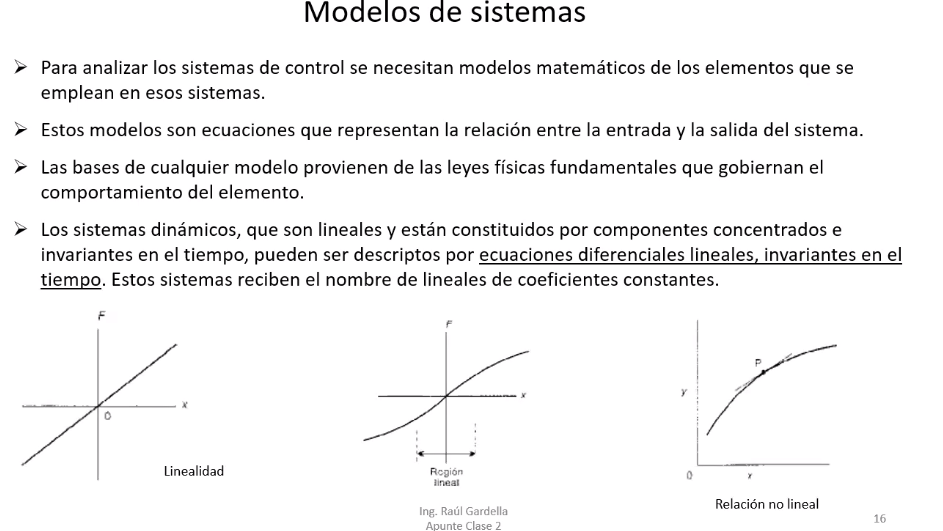 Modelos de sistemas
➢ Para analizar los sistemas de control se necesitan modelos matemáticos de los elementos que se
emplean en esos sistemas.
➢ Estos modelos son ecuaciones que representan la relación entre la entrada y la salida del sistema.
➢ Las bases de cualquier modelo provienen de las leyes físicas fundamentales que gobiernan el
comportamiento del elemento.
➢ Los sistemas dinámicos, que son lineales y están constituidos por componentes concentrados e
invariantes en el tiempo, pueden ser descriptos por ecuaciones diferenciales lineales, invariantes en el
tiempo. Estos sistemas reciben el nombre de lineales de coeficientes constantes.
F
x
0
Linealidad
F
x
Región
lineal
P
y
0
Relación no lineal
Ing. Raúl Gardella
Apunte Clase 2
16